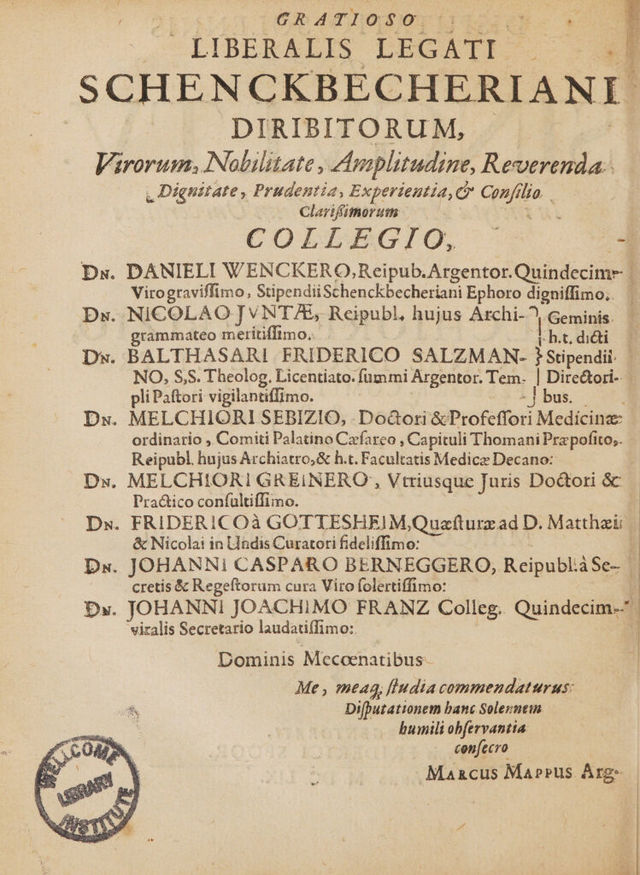 GRATIOSO
LIBERALIS LEGATI
SCHENCKBECHERIANI
DIRIBITORUM,
Virorum, Nobilitate, Amplitudine, Reverenda
Dignitate, Prudentia, Experientia, & Conſilio
Clariſſimorum
COLLEGIO,
Dn. DANIELI WENCKERO, Reipub. Argentor. Quindecim-
Viro graviſſimo, Stipendii Schenckbecheriani Ephoro digniſſimo.
Dn. NICOLAO JVNTÆ, Reipubl. hujus Archi- Geminis
grammateo meritiſſimo. h.t. dicti
Dn. BALTHASARI FRIDERICO SALZMAN- } Stipendii
NO, S,S. Theolog. Licentiato. ſummi Argentor. Tem- Directori-
pli Paſtori vigilantiſſimo. bus.
Dn. MELCHIORI SEBIZIO, Doctori & Profeſſori Medicinæ
ordinario, Comiti Palatino Cæſareo, Capituli Thomani Præpoſito,
Reipubl. hujus Archiatro, & h.t. Facultatis Medicæ Decano:
Dn. MELCHIORI GREINERO, Vtriusque Juris Doctori &
Practico conſultiſſimo.
Dn. FRIDERICO à GOTTESHEIM, Quæſturæ ad D. Matthæi
& Nicolai in Undis Curatori fideliſſimo:
Dn. JOHANNI CASPARO BERNEGGERO, Reipubl. à Se-
cretis & Regeſtorum cura Viro ſolertiſſimo:
Dn. JOHANNI JOACHIMO FRANZ Colleg. Quindecim-
viralis Secretario laudatiſſimo:
Dominis Mecœnatibus
Me, meaq; ſtudia commendaturus
Diſputationem hanc Solennem
humili obſervantia
conſecro
Marcus Mappus Arg.
WELLCOME
LIBRARY
INSTITUTE